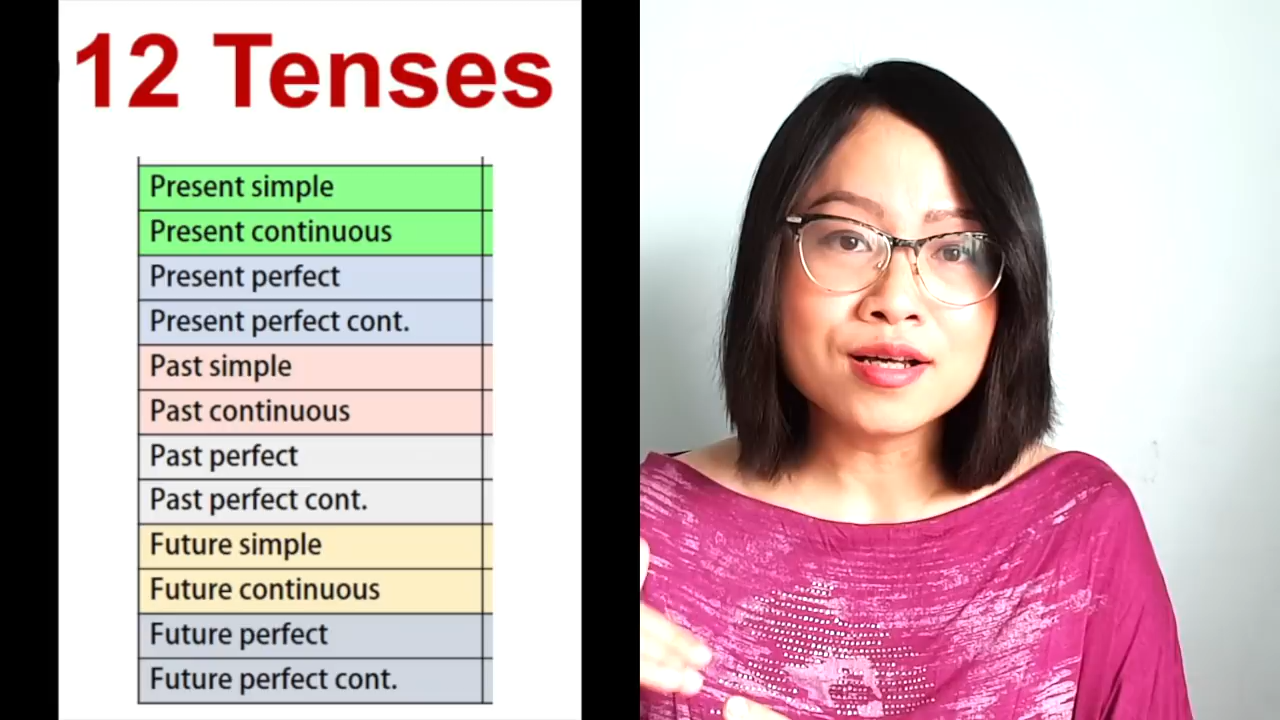 12 Tenses
Present simple
Present continuous
Present perfect
Present perfect cont.
Past simple
Past continuous
Past perfect
Past perfect cont.
Future simple
Future continuous
Future perfect
Future perfect cont.